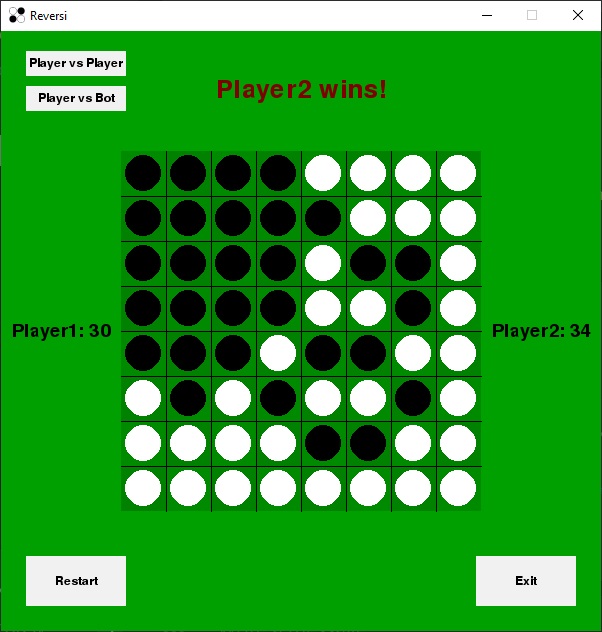 Reversi
Player vs Player
Player vs Bot
Player2 wins!
Player1: 30
Player2: 34
Restart
Exit